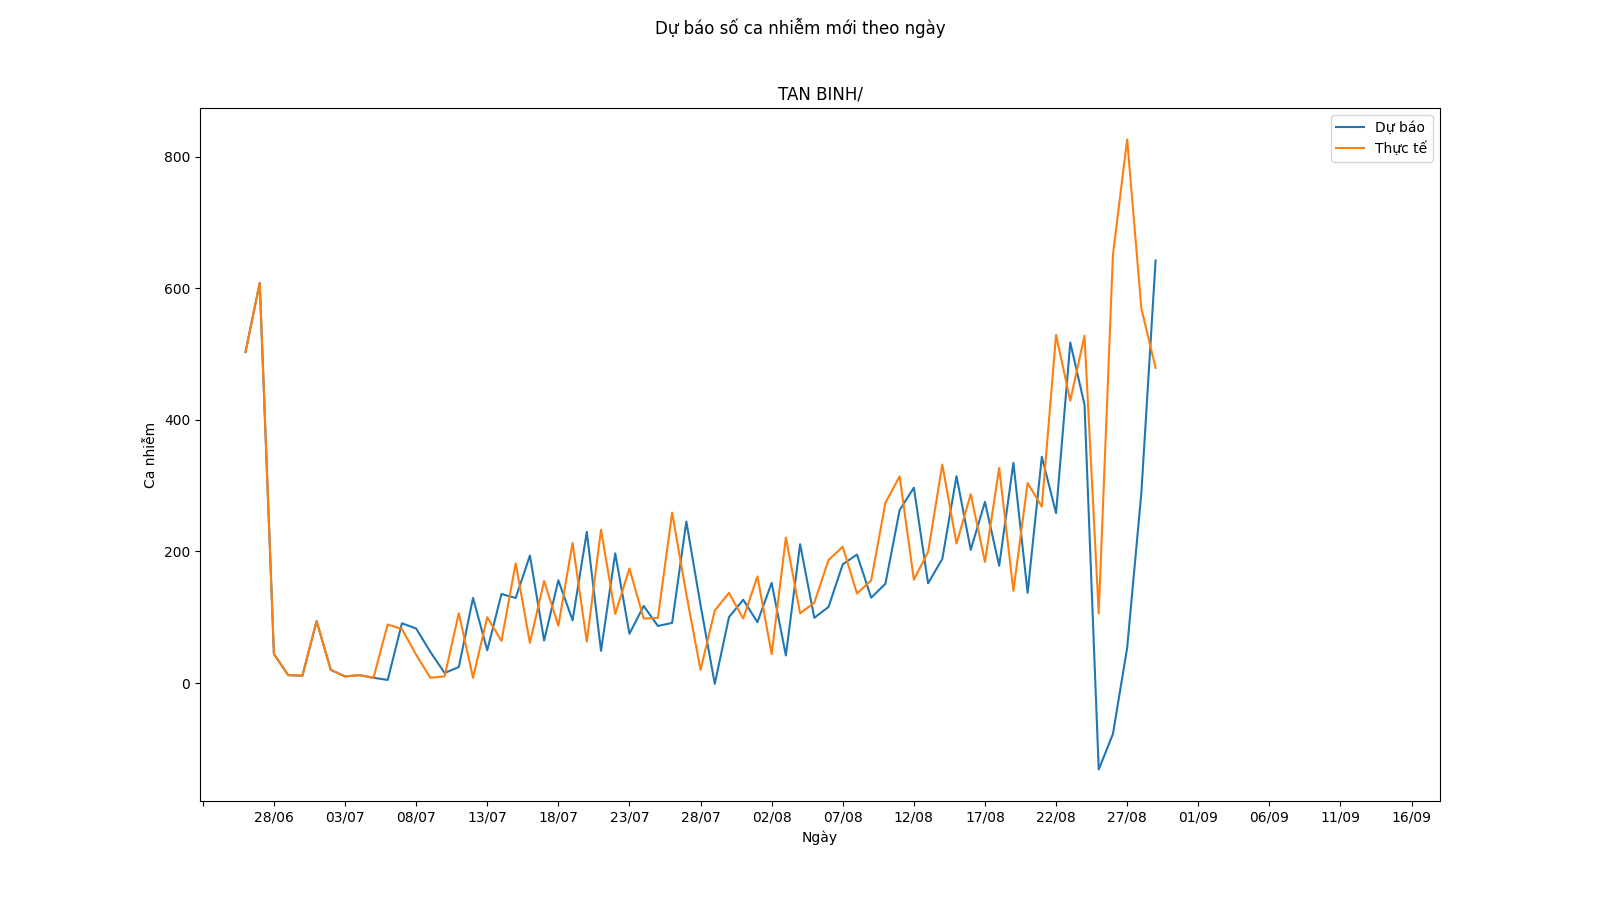 Dự báo số ca nhiễm mới theo ngày
TAN BINH/
Dự báo
Thực tế
800
600
400
200
0
Ca nhiễm
28/06 03/07 08/07 13/07 18/07 23/07 28/07 02/08 07/08 12/08 17/08 22/08 27/08 01/09 06/09 11/09 16/09
Ngày